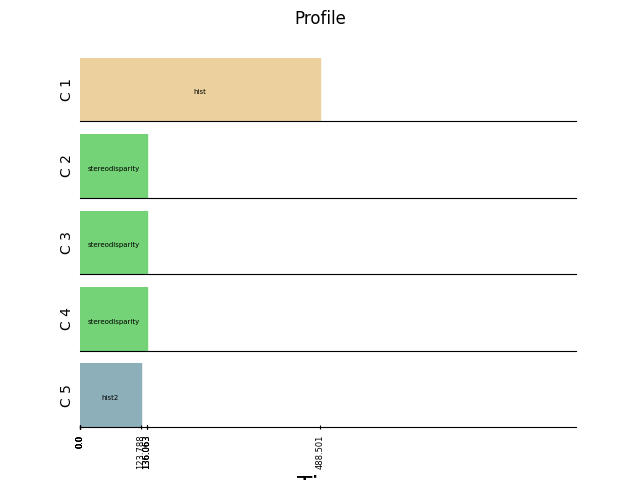 Profile
C 1
hist
C 2
stereodisparity
C 3
stereodisparity
C 4
stereodisparity
C 5
hist2
0.0
123.788
136.063
488.501